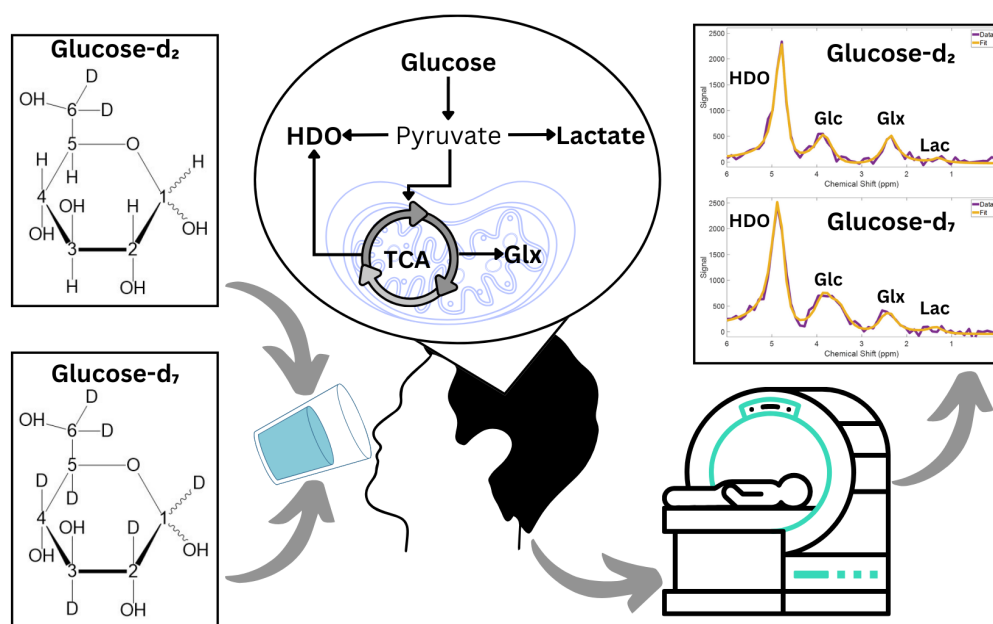 Glucose-d₂
D
OH
6
D
5
O
H
H
H
H
4
1
OH
OH
3
2
OH
H
OH
Glucose-d₇
D
OH
6
D
5
O
D
D
D
4
OH
D
1
OH
3
2
OH
D
OH
Glucose
HDO
Pyruvate
Lactate
TCA
Glx
Glucose-d₂
Data
Fit
HDO
Glc
Glx
Lac
Signal
2500
2000
1500
1000
500
0
6
5
4
3
2
1
Chemical Shift (ppm)
Glucose-d₇
Data
Fit
HDO
Glc
Glx
Lac
Signal
2500
2000
1500
1000
500
0
6
5
4
3
2
1
Chemical Shift (ppm)